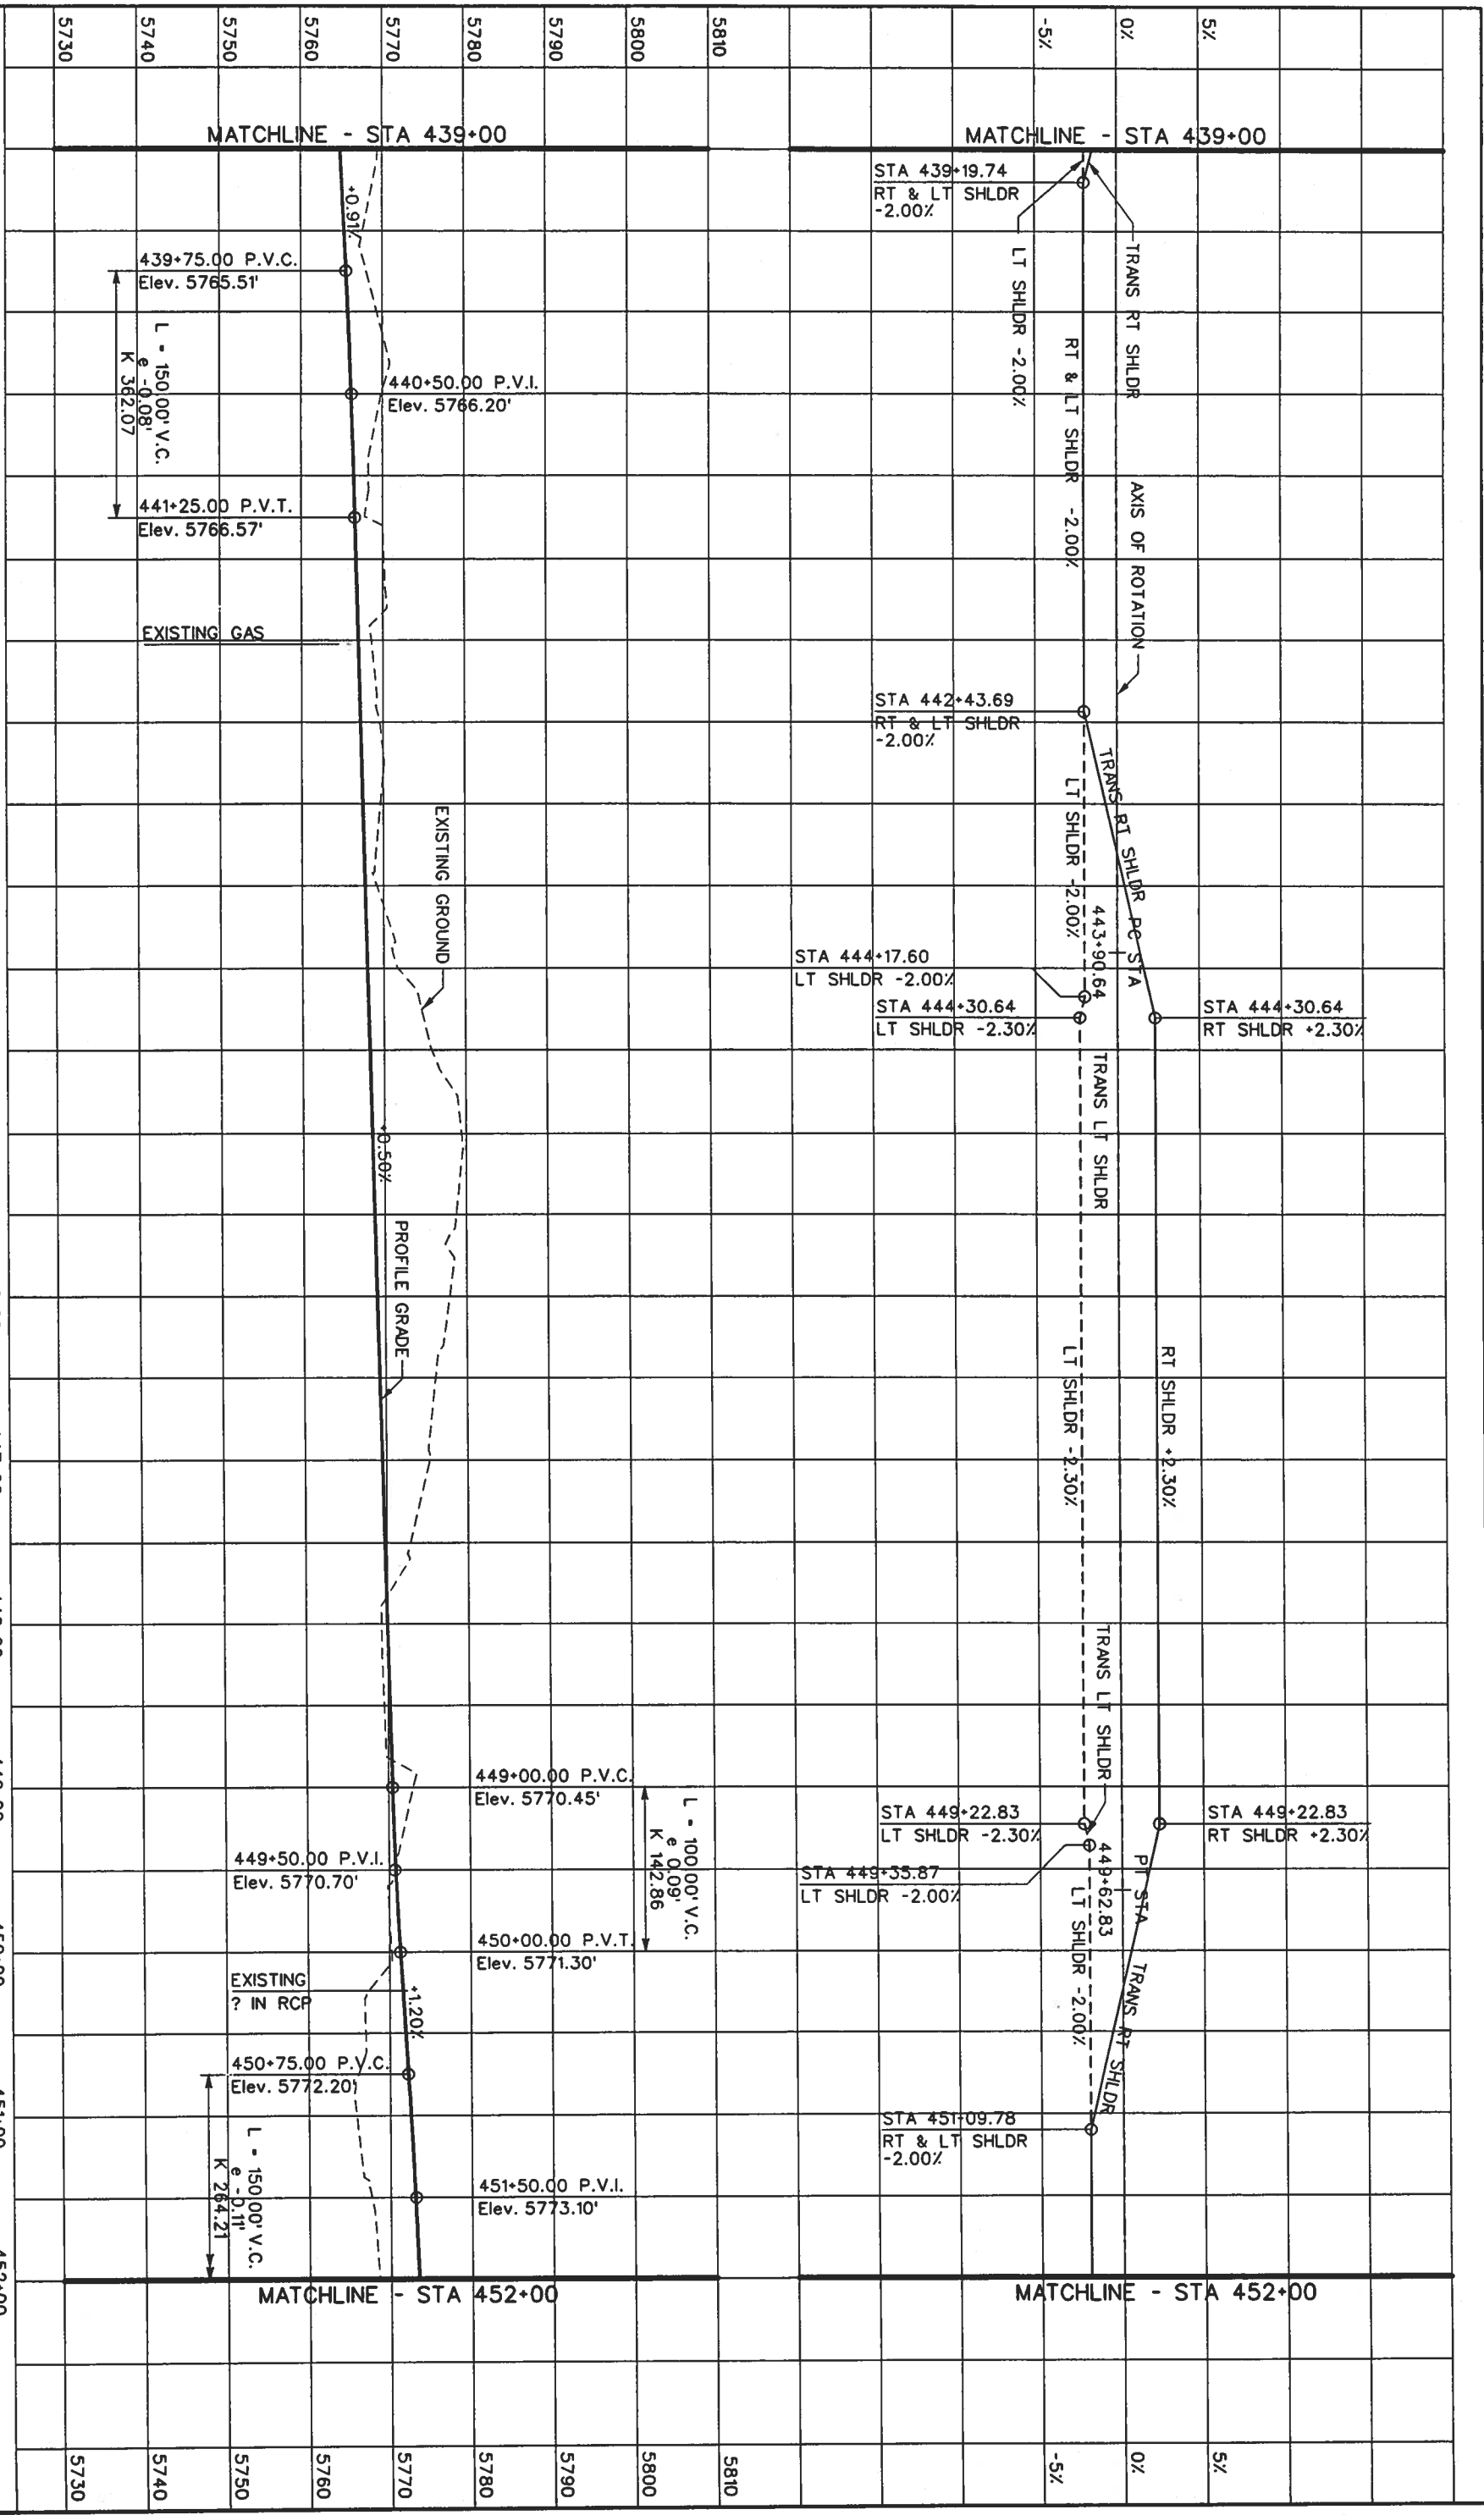 5730
5740
5750
5760
5770
5780
5790
5800
5810
-5%
0%
5%
MATCHLINE - STA 439+00
MATCHLINE - STA 439+00
+0.91%
439+75.00 P.V.C.
Elev. 5765.51'
L = 150.00' V.C.
e -0.08'
K 362.07
440+50.00 P.V.I.
Elev. 5766.20'
441+25.00 P.V.T.
Elev. 5766.57'
EXISTING GAS
EXISTING GROUND
+0.50%
PROFILE GRADE
449+00.00 P.V.C.
Elev. 5770.45'
L = 100.00' V.C.
e 0.09'
K 142.86
449+50.00 P.V.I.
Elev. 5770.70'
450+00.00 P.V.T.
Elev. 5771.30'
EXISTING
? IN RCP
+1.20%
450+75.00 P.V.C.
Elev. 5772.20'
L = 150.00' V.C.
e -0.11'
K 264.21
451+50.00 P.V.I.
Elev. 5773.10'
MATCHLINE - STA 452+00
STA 439+19.74
RT & LT SHLDR
-2.00%
TRANS RT SHLDR
LT SHLDR -2.00%
RT & LT SHLDR -2.00%
AXIS OF ROTATION
STA 442+43.69
RT & LT SHLDR
-2.00%
TRANS RT SHLDR
LT SHLDR -2.00%
PC STA
443+90.64
STA 444+17.60
LT SHLDR -2.00%
STA 444+30.64
LT SHLDR -2.30%
STA 444+30.64
RT SHLDR +2.30%
TRANS LT SHLDR
RT SHLDR +2.30%
LT SHLDR -2.30%
TRANS LT SHLDR
STA 449+22.83
LT SHLDR -2.30%
STA 449+22.83
RT SHLDR +2.30%
STA 449+35.87
LT SHLDR -2.00%
PT STA
449+62.83
LT SHLDR -2.00%
TRANS RT SHLDR
STA 451+09.78
RT & LT SHLDR
-2.00%
MATCHLINE - STA 452+00
5730
5740
5750
5760
5770
5780
5790
5800
5810
-5%
0%
5%